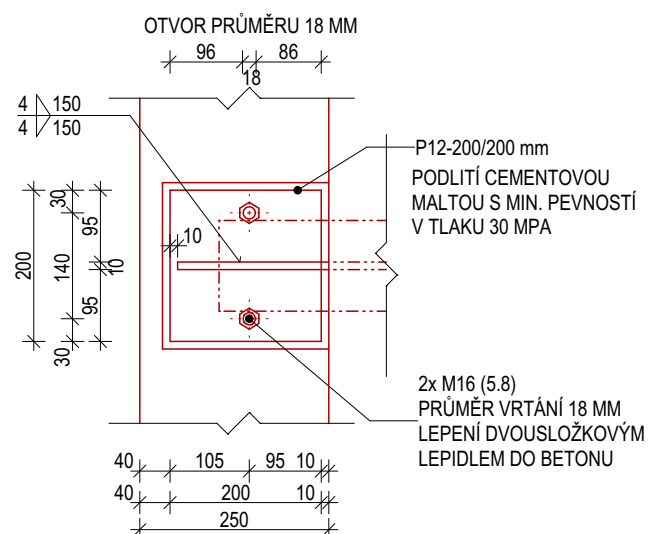 OTVOR PRŮMĚRU 18 MM
96 86
18
4 150
4 150
P12-200/200 mm
PODLITÍ CEMENTOVOU
MALTOU S MIN. PEVNOSTÍ
V TLAKU 30 MPA
200
30
140
30
95
10
95
10
2x M16 (5.8)
PRŮMĚR VRTÁNÍ 18 MM
LEPENÍ DVOUSLOŽKOVÝM
LEPIDLEM DO BETONU
40 105 95 10
40 200 10
250